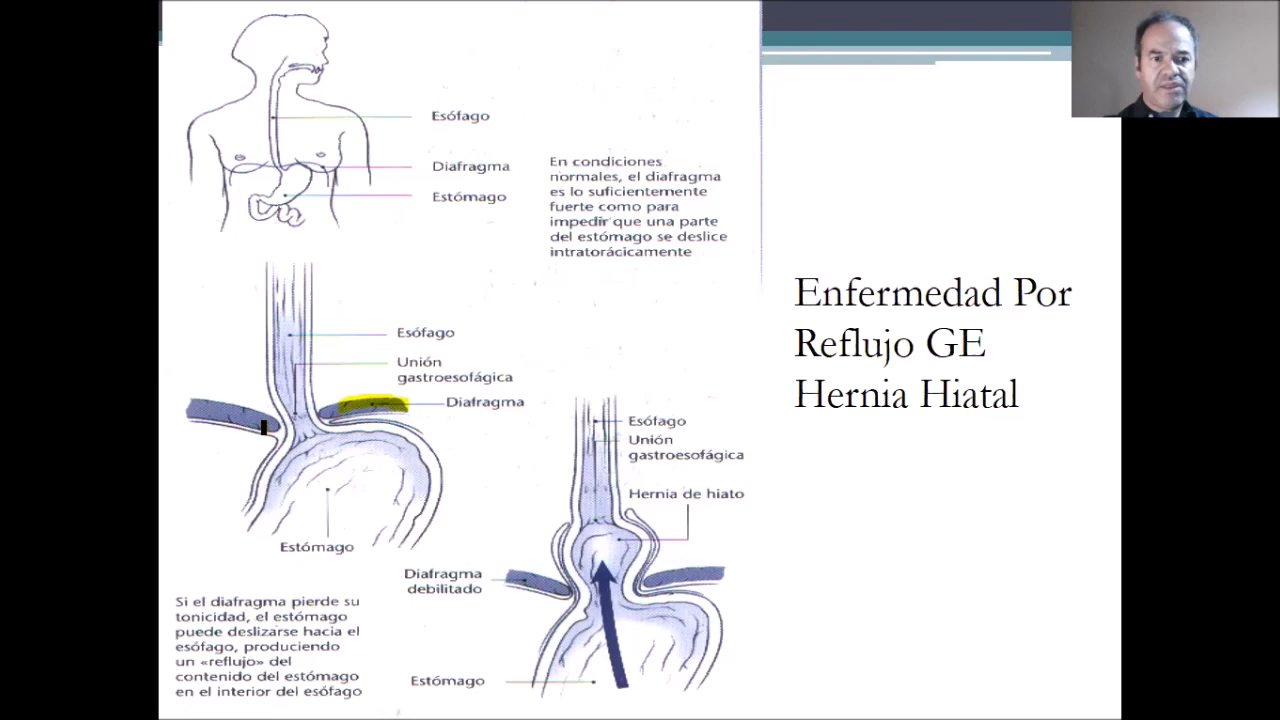 Esófago
Diafragma
Estómago
En condiciones
normales, el diafragma
es lo suficientemente
fuerte como para
impedir que una parte
del estómago se deslice
intratorácicamente
Enfermedad Por
Reflujo GE
Hernia Hiatal
Esófago
Unión
gastroesofágica
Diafragma
Estómago
Esófago
Unión
gastroesofágica
Hernia de hiato
Diafragma
debilitado
Estómago
Si el diafragma pierde su
tonicidad, el estómago
puede deslizarse hacia el
esófago, produciendo
un «reflujo» del
contenido del estómago
en el interior del esófago